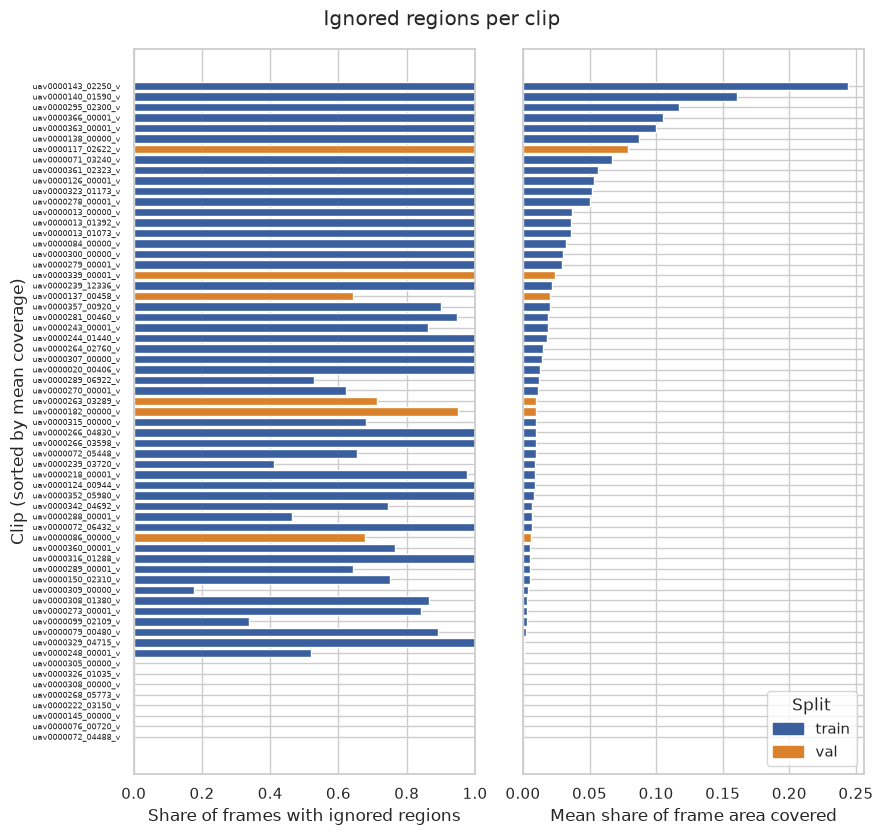 Ignored regions per clip
Clip (sorted by mean coverage)
uav0000143_02250_v
uav0000140_01590_v
uav0000295_02300_v
uav0000366_00001_v
uav0000363_00001_v
uav0000138_00000_v
uav0000117_02622_v
uav0000071_03240_v
uav0000361_02323_v
uav0000126_00001_v
uav0000323_01173_v
uav0000278_00001_v
uav0000013_00000_v
uav0000013_01392_v
uav0000013_01073_v
uav0000084_00000_v
uav0000300_00000_v
uav0000279_00001_v
uav0000339_00001_v
uav0000239_12336_v
uav0000137_00458_v
uav0000357_00920_v
uav0000281_00460_v
uav0000243_00001_v
uav0000244_01440_v
uav0000264_02760_v
uav0000307_00000_v
uav0000020_00406_v
uav0000289_06922_v
uav0000270_00001_v
uav0000263_03289_v
uav0000182_00000_v
uav0000315_00000_v
uav0000266_04830_v
uav0000266_03598_v
uav0000072_05448_v
uav0000239_03720_v
uav0000218_00001_v
uav0000124_00944_v
uav0000352_05980_v
uav0000342_04692_v
uav0000288_00001_v
uav0000072_06432_v
uav0000086_00000_v
uav0000360_00001_v
uav0000316_01288_v
uav0000289_00001_v
uav0000150_02310_v
uav0000309_00000_v
uav0000308_01380_v
uav0000273_00001_v
uav0000099_02109_v
uav0000079_00480_v
uav0000329_04715_v
uav0000248_00001_v
uav0000305_00000_v
uav0000326_01035_v
uav0000308_00000_v
uav0000268_05773_v
uav0000222_03150_v
uav0000145_00000_v
uav0000076_00720_v
uav0000072_04488_v
0.0 0.2 0.4 0.6 0.8 1.0
Share of frames with ignored regions
Split
train
val
0.00 0.05 0.10 0.15 0.20 0.25
Mean share of frame area covered